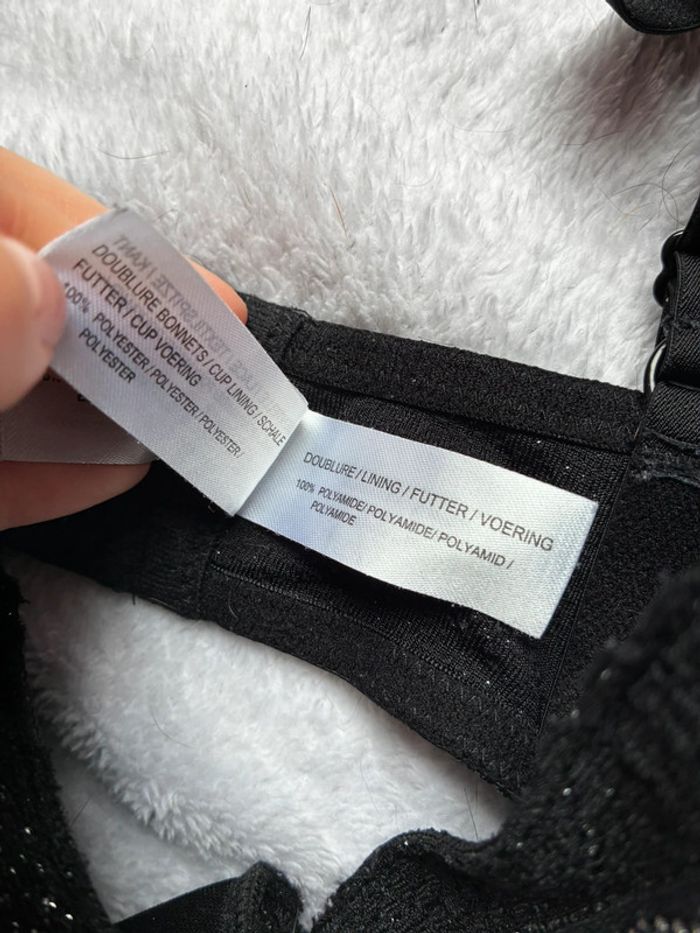 DOUBLURE BONNETS / CUP LINING / SCHALE
FUTTER / CUP VOERING
100% POLYESTER / POLYESTER / POLYESTER /
POLYESTER
DOUBLURE / LINING / FUTTER / VOERING
100% POLYAMIDE/ POLYAMIDE/ POLYAMID /
POLYAMIDE